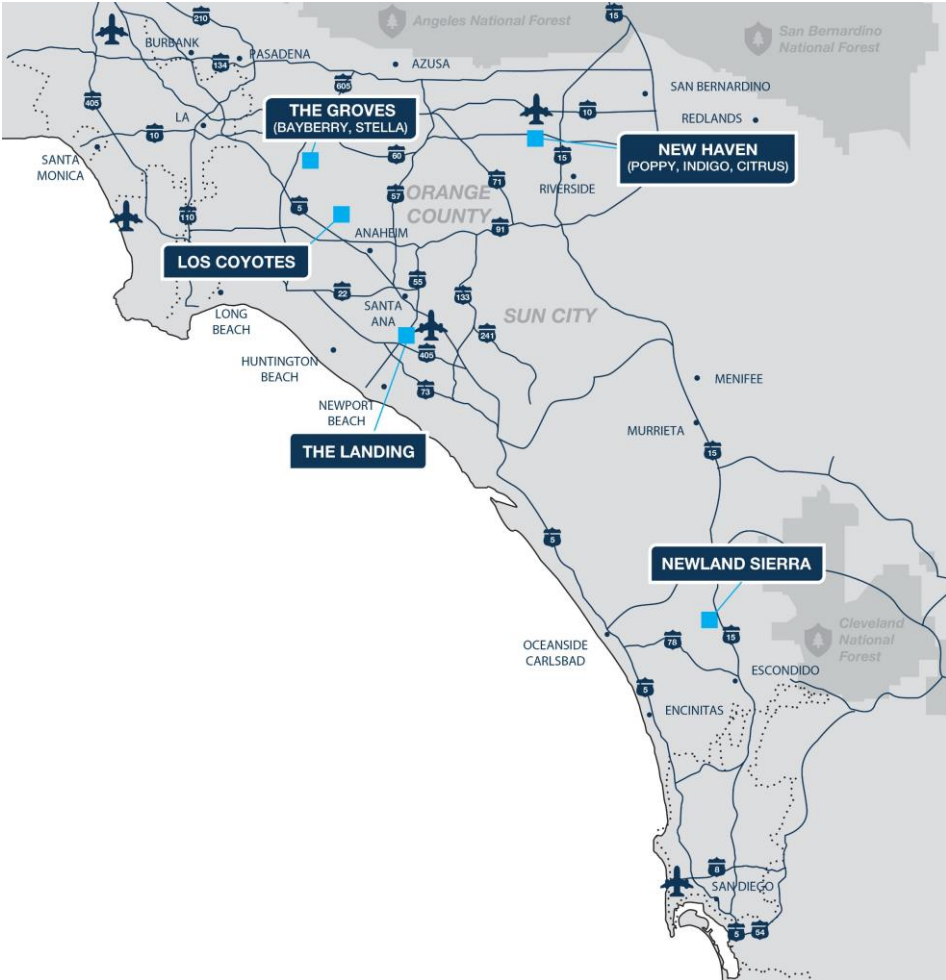 210
Angeles National Forest
15
San Bernardino
National Forest
BURBANK
PASADENA
134
AZUSA
605
405
THE GROVES
(BAYBERRY, STELLA)
SAN BERNARDINO
10
LA
REDLANDS
10
60
15
NEW HAVEN
(POPPY, INDIGO, CITRUS)
SANTA
MONICA
RIVERSIDE
71
57
ORANGE
COUNTY
5
110
91
ANAHEIM
LOS COYOTES
55
22
133
LONG
BEACH
SANTA
ANA
SUN CITY
241
405
HUNTINGTON
BEACH
73
MENIFEE
NEWPORT
BEACH
MURRIETA
THE LANDING
15
5
NEWLAND SIERRA
Cleveland
National
Forest
OCEANSIDE
CARLSBAD
78
15
ESCONDIDO
5
ENCINITAS
8
SAN DIEGO
5
54